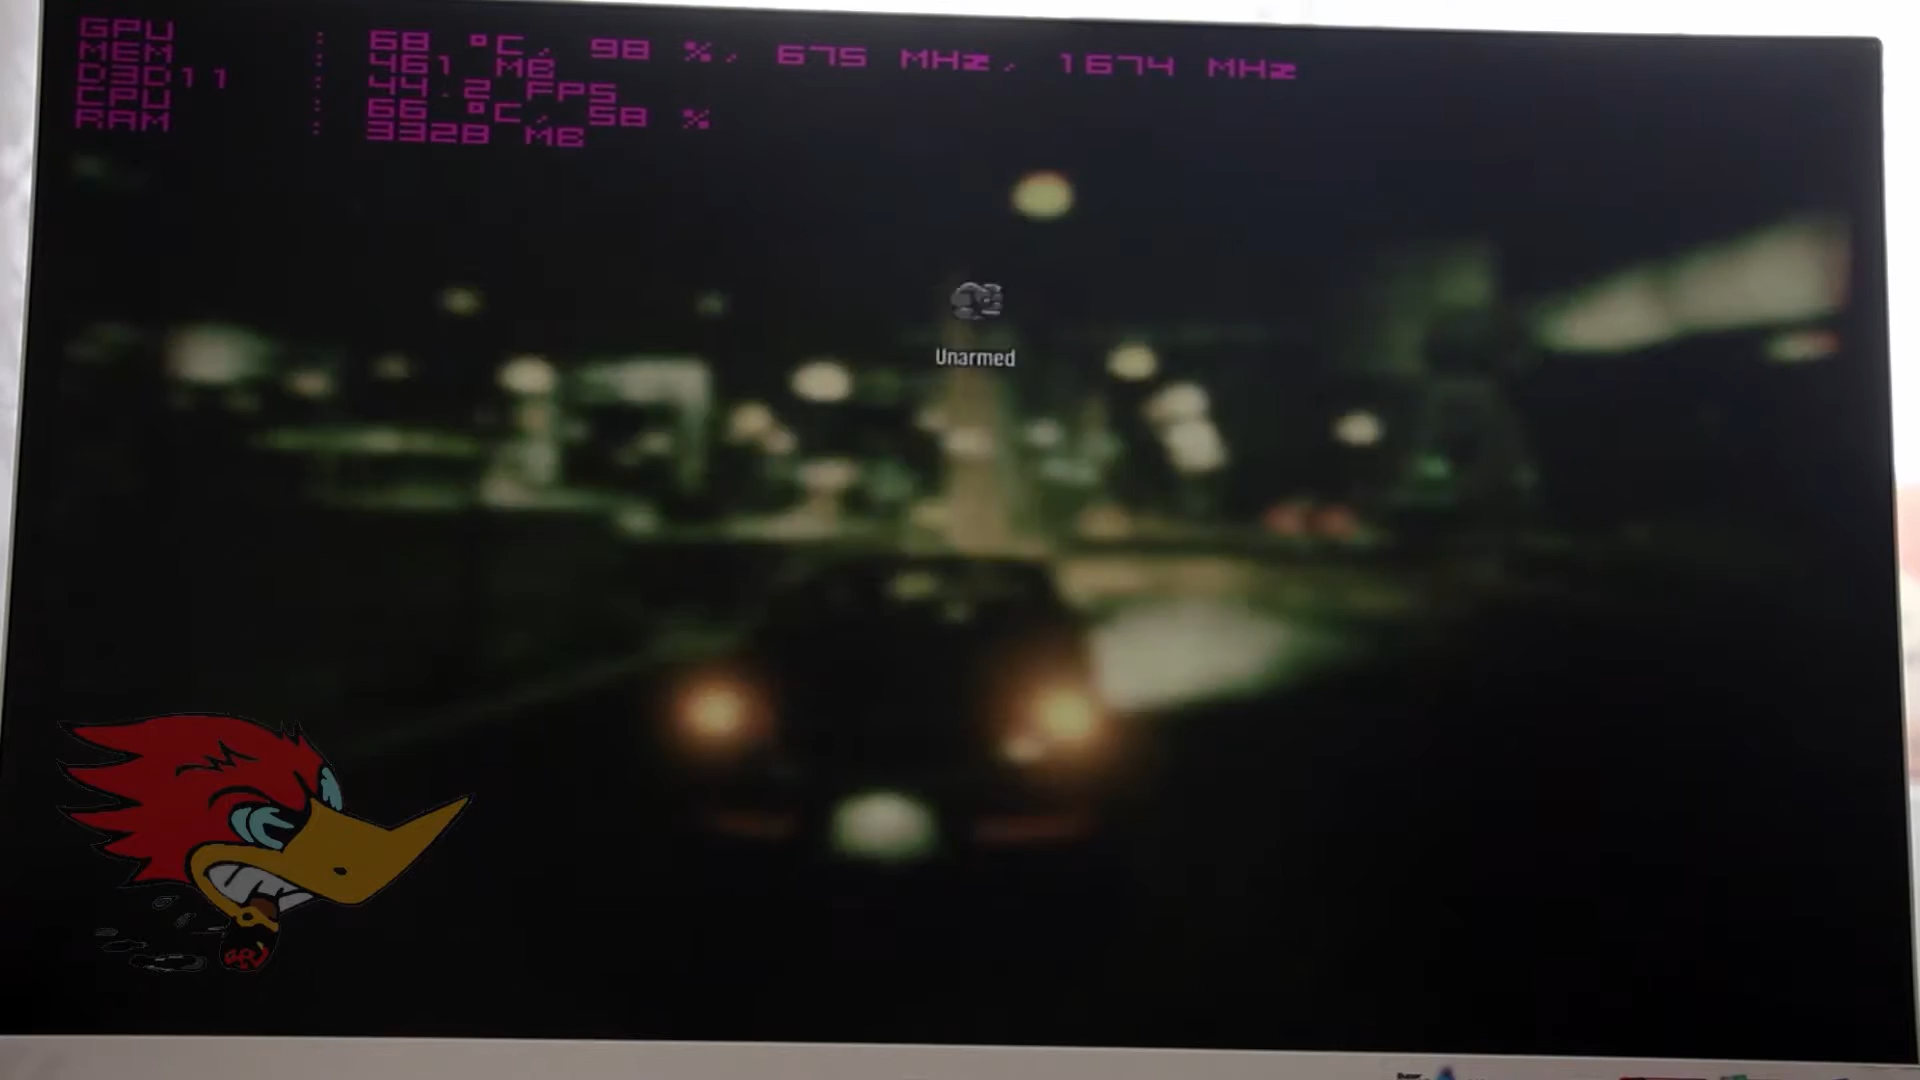 GPU : 68 °C, 98 %, 675 MHz, 1674 MHz
MEM : 461 MB
D3D11 : 44.2 FPS
CPU : 66 °C, 58 %
RAM : 3328 MB
Unarmed